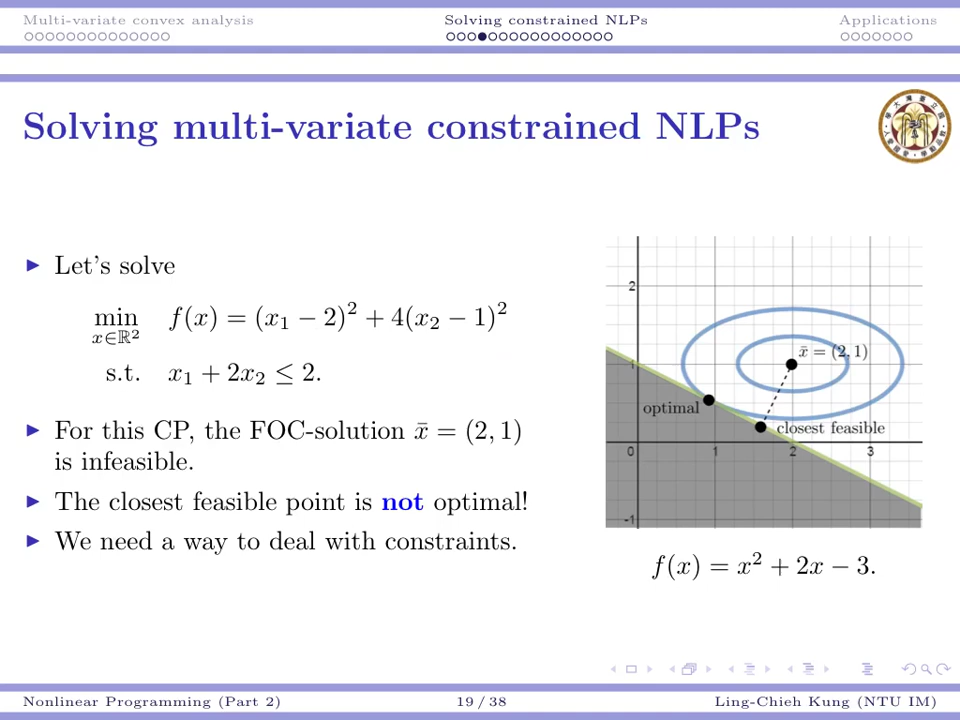 Multi-variate convex analysis
Solving constrained NLPs
Applications
Solving multi-variate constrained NLPs
Let's solve
min f(x) = (x₁ − 2)² + 4(x₂ − 1)²
x∈ℝ²
s.t. x₁ + 2x₂ ≤ 2.
For this CP, the FOC-solution x̄ = (2, 1)
is infeasible.
The closest feasible point is not optimal!
We need a way to deal with constraints.
2
x̄ = (2, 1)
1
optimal
closest feasible
0 1 2 3
-1
f(x) = x² + 2x − 3.
Nonlinear Programming (Part 2)
19 / 38
Ling-Chieh Kung (NTU IM)